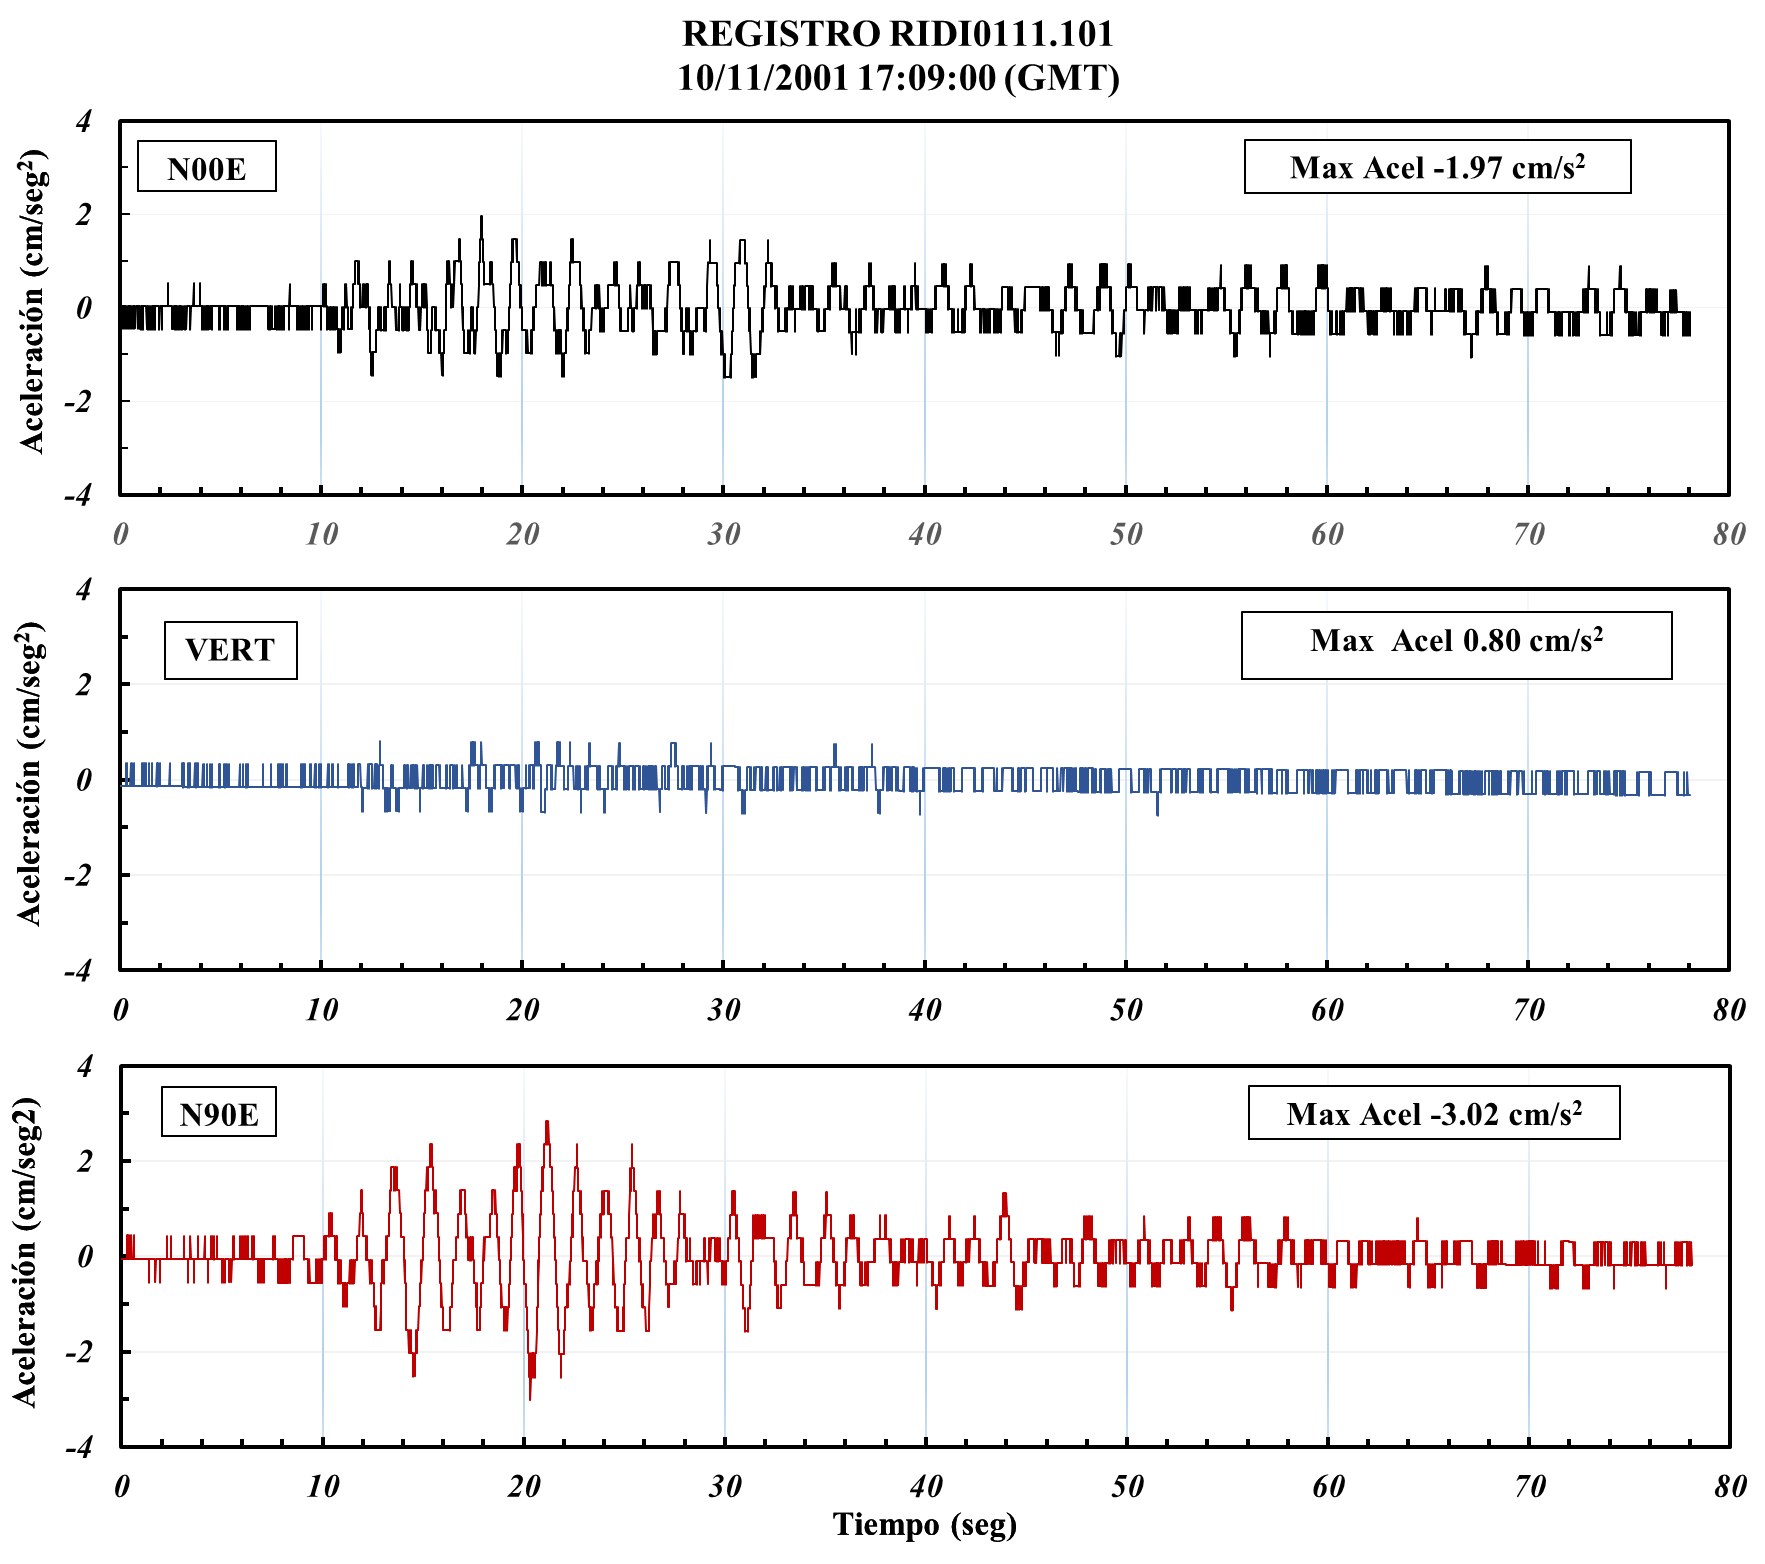 REGISTRO RIDI0111.101
10/11/2001 17:09:00 (GMT)
Aceleración (cm/seg²)
4
2
0
-2
-4
N00E
Max Acel -1.97 cm/s²
0 10 20 30 40 50 60 70 80
Aceleración (cm/seg²)
4
2
0
-2
-4
VERT
Max Acel 0.80 cm/s²
0 10 20 30 40 50 60 70 80
Aceleración (cm/seg2)
4
2
0
-2
-4
N90E
Max Acel -3.02 cm/s²
0 10 20 30 40 50 60 70 80
Tiempo (seg)